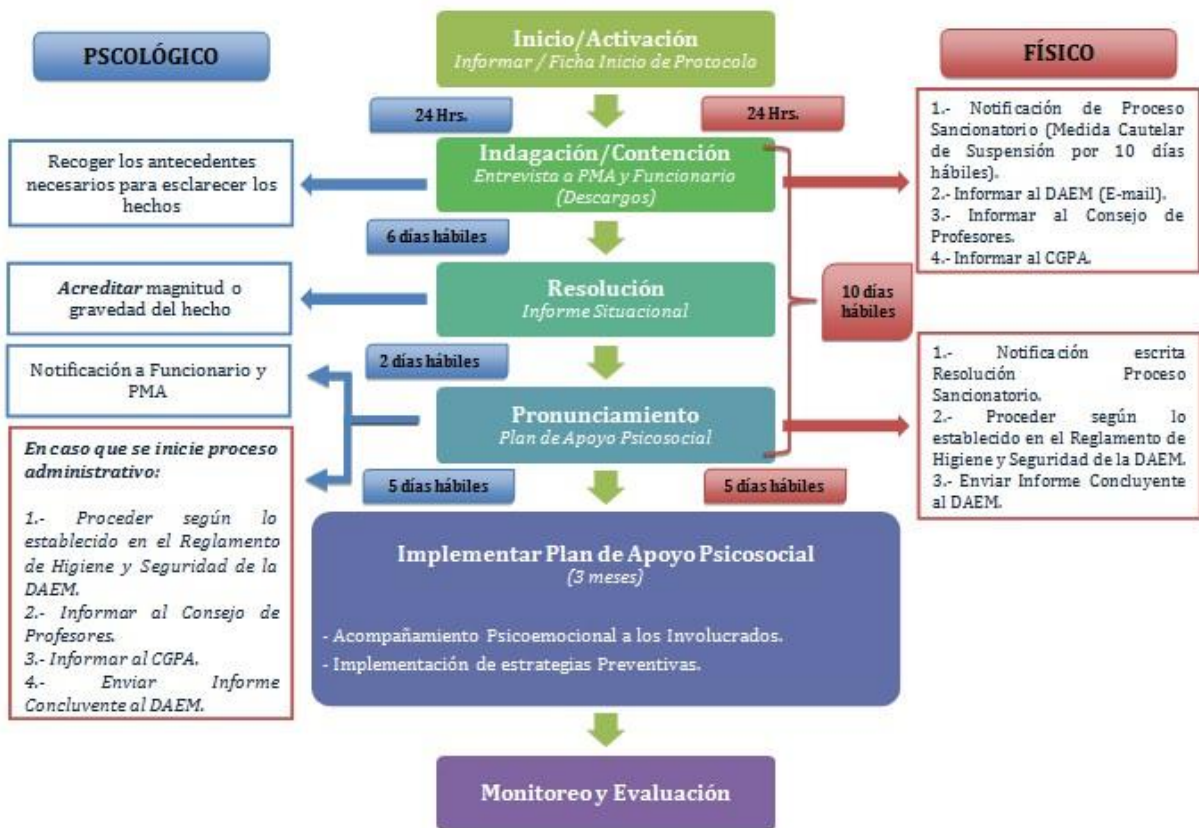 PSCOLÓGICO
Inicio/Activación
Informar / Ficha Inicio de Protocolo
FÍSICO
24 Hrs.
24 Hrs.
Recoger los antecedentes
necesarios para esclarecer los
hechos
Indagación/Contención
Entrevista a PMA y Funcionario
(Descargos)
1.- Notificación de Proceso
Sancionatorio (Medida Cautelar
de Suspensión por 10 días
hábiles).
2.- Informar al DAEM (E-mail).
3.- Informar al Consejo de
Profesores.
4.- Informar al CGPA.
6 días hábiles
Acreditar magnitud o
gravedad del hecho
Resolución
Informe Situacional
10 días
hábiles
2 días hábiles
Notificación a Funcionario y
PMA
Pronunciamiento
Plan de Apoyo Psicosocial
1.- Notificación escrita
Resolución Proceso
Sancionatorio.
2.- Proceder según lo
establecido en el Reglamento de
Higiene y Seguridad de la DAEM.
3.- Enviar Informe Concluyente
al DAEM.
En caso que se inicie proceso
administrativo:
1.- Proceder según lo
establecido en el Reglamento
de Higiene y Seguridad de la
DAEM.
2.- Informar al Consejo de
Profesores.
3.- Informar al CGPA.
4.- Enviar Informe
Concluyente al DAEM.
5 días hábiles
5 días hábiles
Implementar Plan de Apoyo Psicosocial
(3 meses)
- Acompañamiento Psicoemocional a los Involucrados.
- Implementación de estrategias Preventivas.
Monitoreo y Evaluación